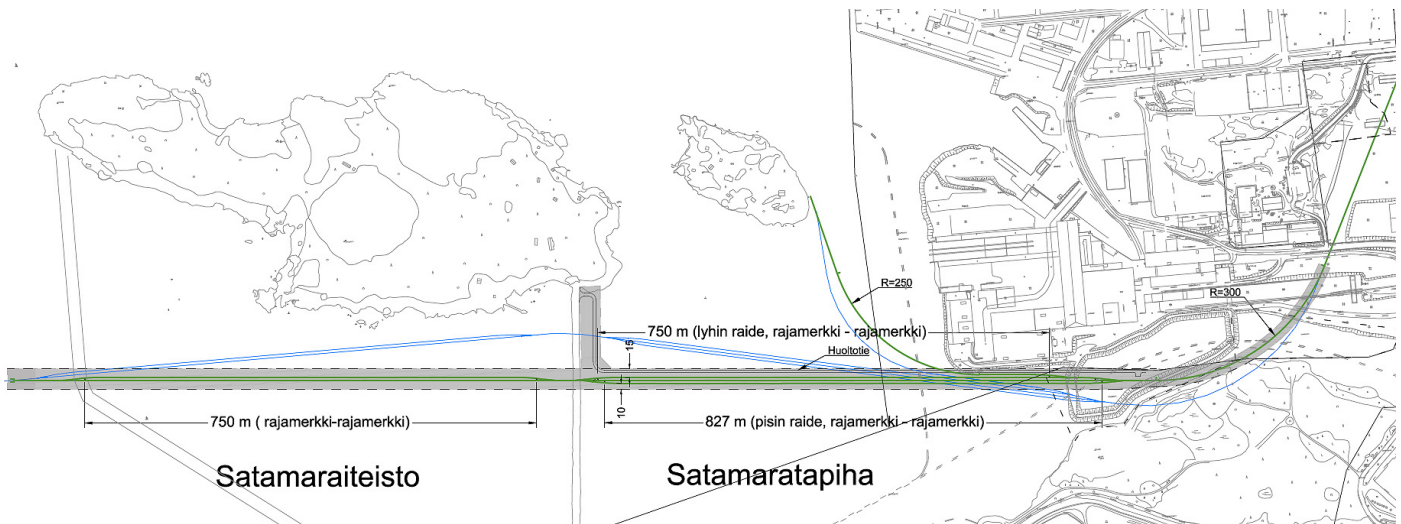 R=250
R=300
750 m (lyhin raide, rajamerkki - rajamerkki)
15
Huoltotie
10
750 m ( rajamerkki-rajamerkki)
827 m (pisin raide, rajamerkki - rajamerkki)
Satamaraiteisto
Satamaratapiha